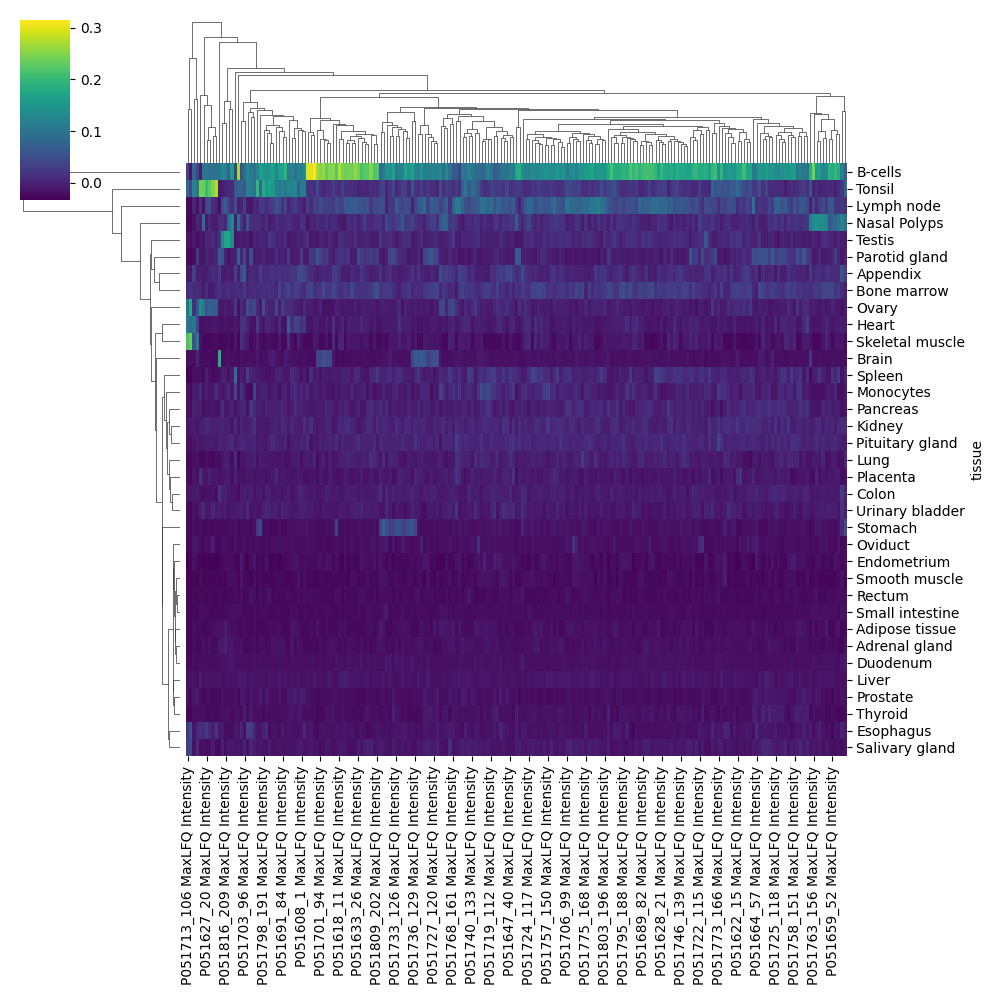 0.3
0.2
0.1
0.0
B-cells
Tonsil
Lymph node
Nasal Polyps
Testis
Parotid gland
Appendix
Bone marrow
Ovary
Heart
Skeletal muscle
Brain
Spleen
Monocytes
Pancreas
Kidney
Pituitary gland
Lung
Placenta
Colon
Urinary bladder
Stomach
Oviduct
Endometrium
Smooth muscle
Rectum
Small intestine
Adipose tissue
Adrenal gland
Duodenum
Liver
Prostate
Thyroid
Esophagus
Salivary gland
tissue
P051713_106 MaxLFQ Intensity
P051627_20 MaxLFQ Intensity
P051816_209 MaxLFQ Intensity
P051703_96 MaxLFQ Intensity
P051798_191 MaxLFQ Intensity
P051691_84 MaxLFQ Intensity
P051608_1 MaxLFQ Intensity
P051701_94 MaxLFQ Intensity
P051618_11 MaxLFQ Intensity
P051633_26 MaxLFQ Intensity
P051809_202 MaxLFQ Intensity
P051733_126 MaxLFQ Intensity
P051736_129 MaxLFQ Intensity
P051727_120 MaxLFQ Intensity
P051768_161 MaxLFQ Intensity
P051740_133 MaxLFQ Intensity
P051719_112 MaxLFQ Intensity
P051647_40 MaxLFQ Intensity
P051724_117 MaxLFQ Intensity
P051757_150 MaxLFQ Intensity
P051706_99 MaxLFQ Intensity
P051775_168 MaxLFQ Intensity
P051803_196 MaxLFQ Intensity
P051795_188 MaxLFQ Intensity
P051689_82 MaxLFQ Intensity
P051628_21 MaxLFQ Intensity
P051746_139 MaxLFQ Intensity
P051722_115 MaxLFQ Intensity
P051773_166 MaxLFQ Intensity
P051622_15 MaxLFQ Intensity
P051664_57 MaxLFQ Intensity
P051725_118 MaxLFQ Intensity
P051758_151 MaxLFQ Intensity
P051763_156 MaxLFQ Intensity
P051659_52 MaxLFQ Intensity